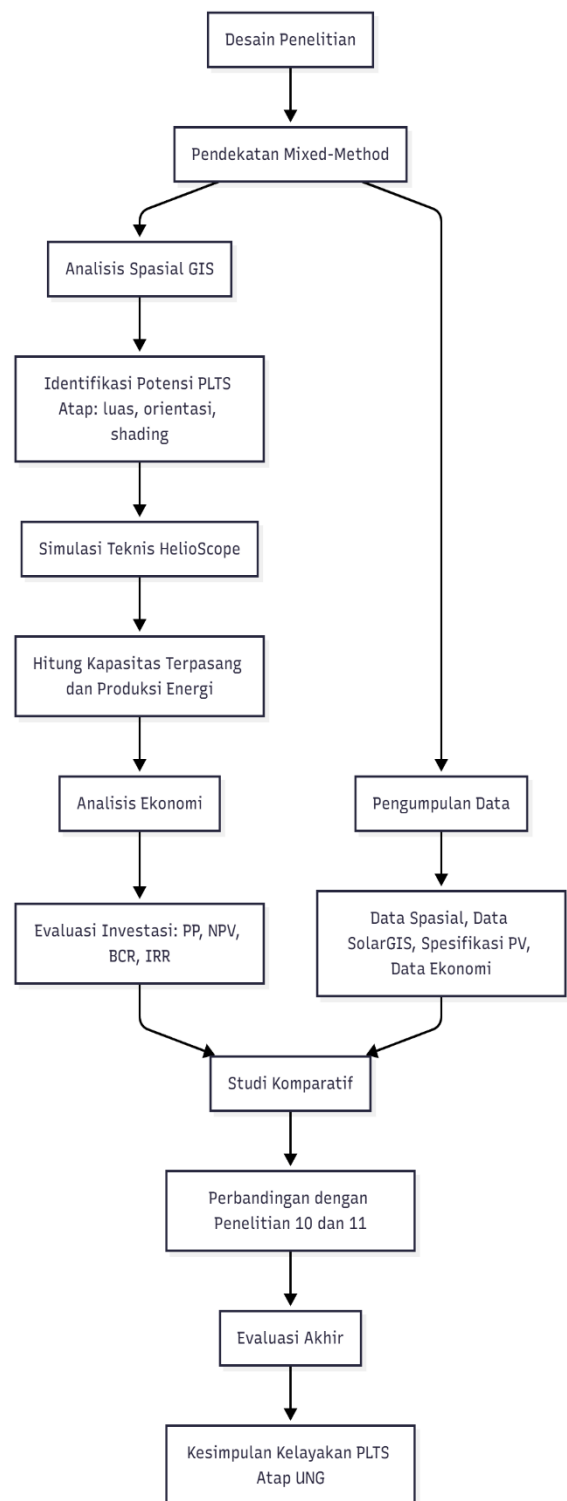 Desain Penelitian
Pendekatan Mixed-Method
Analisis Spasial GIS
Identifikasi Potensi PLTS
Atap: luas, orientasi,
shading
Simulasi Teknis HelioScope
Hitung Kapasitas Terpasang
dan Produksi Energi
Analisis Ekonomi
Evaluasi Investasi: PP, NPV,
BCR, IRR
Pengumpulan Data
Data Spasial, Data
SolarGIS, Spesifikasi PV,
Data Ekonomi
Studi Komparatif
Perbandingan dengan
Penelitian 10 dan 11
Evaluasi Akhir
Kesimpulan Kelayakan PLTS
Atap UNG